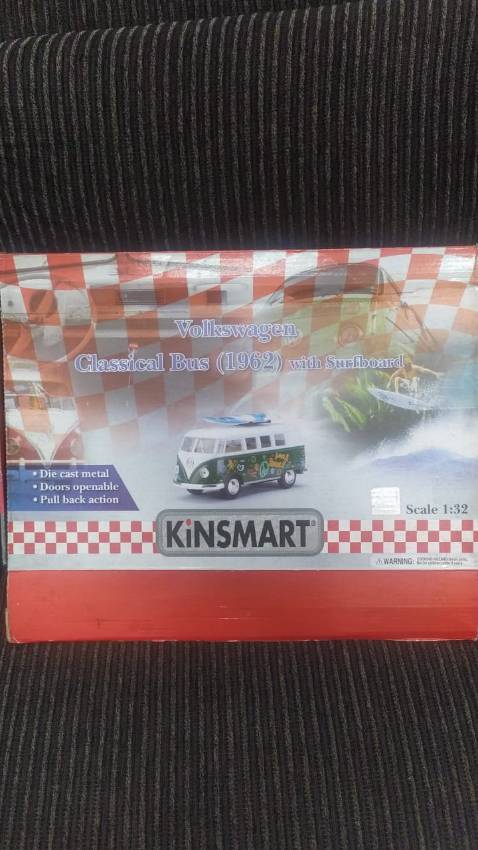 Volkswagen
Classical Bus (1962) with Surfboard
• Die cast metal
• Doors openable
• Pull back action
Scale 1:32
KiNSMART®
WARNING: